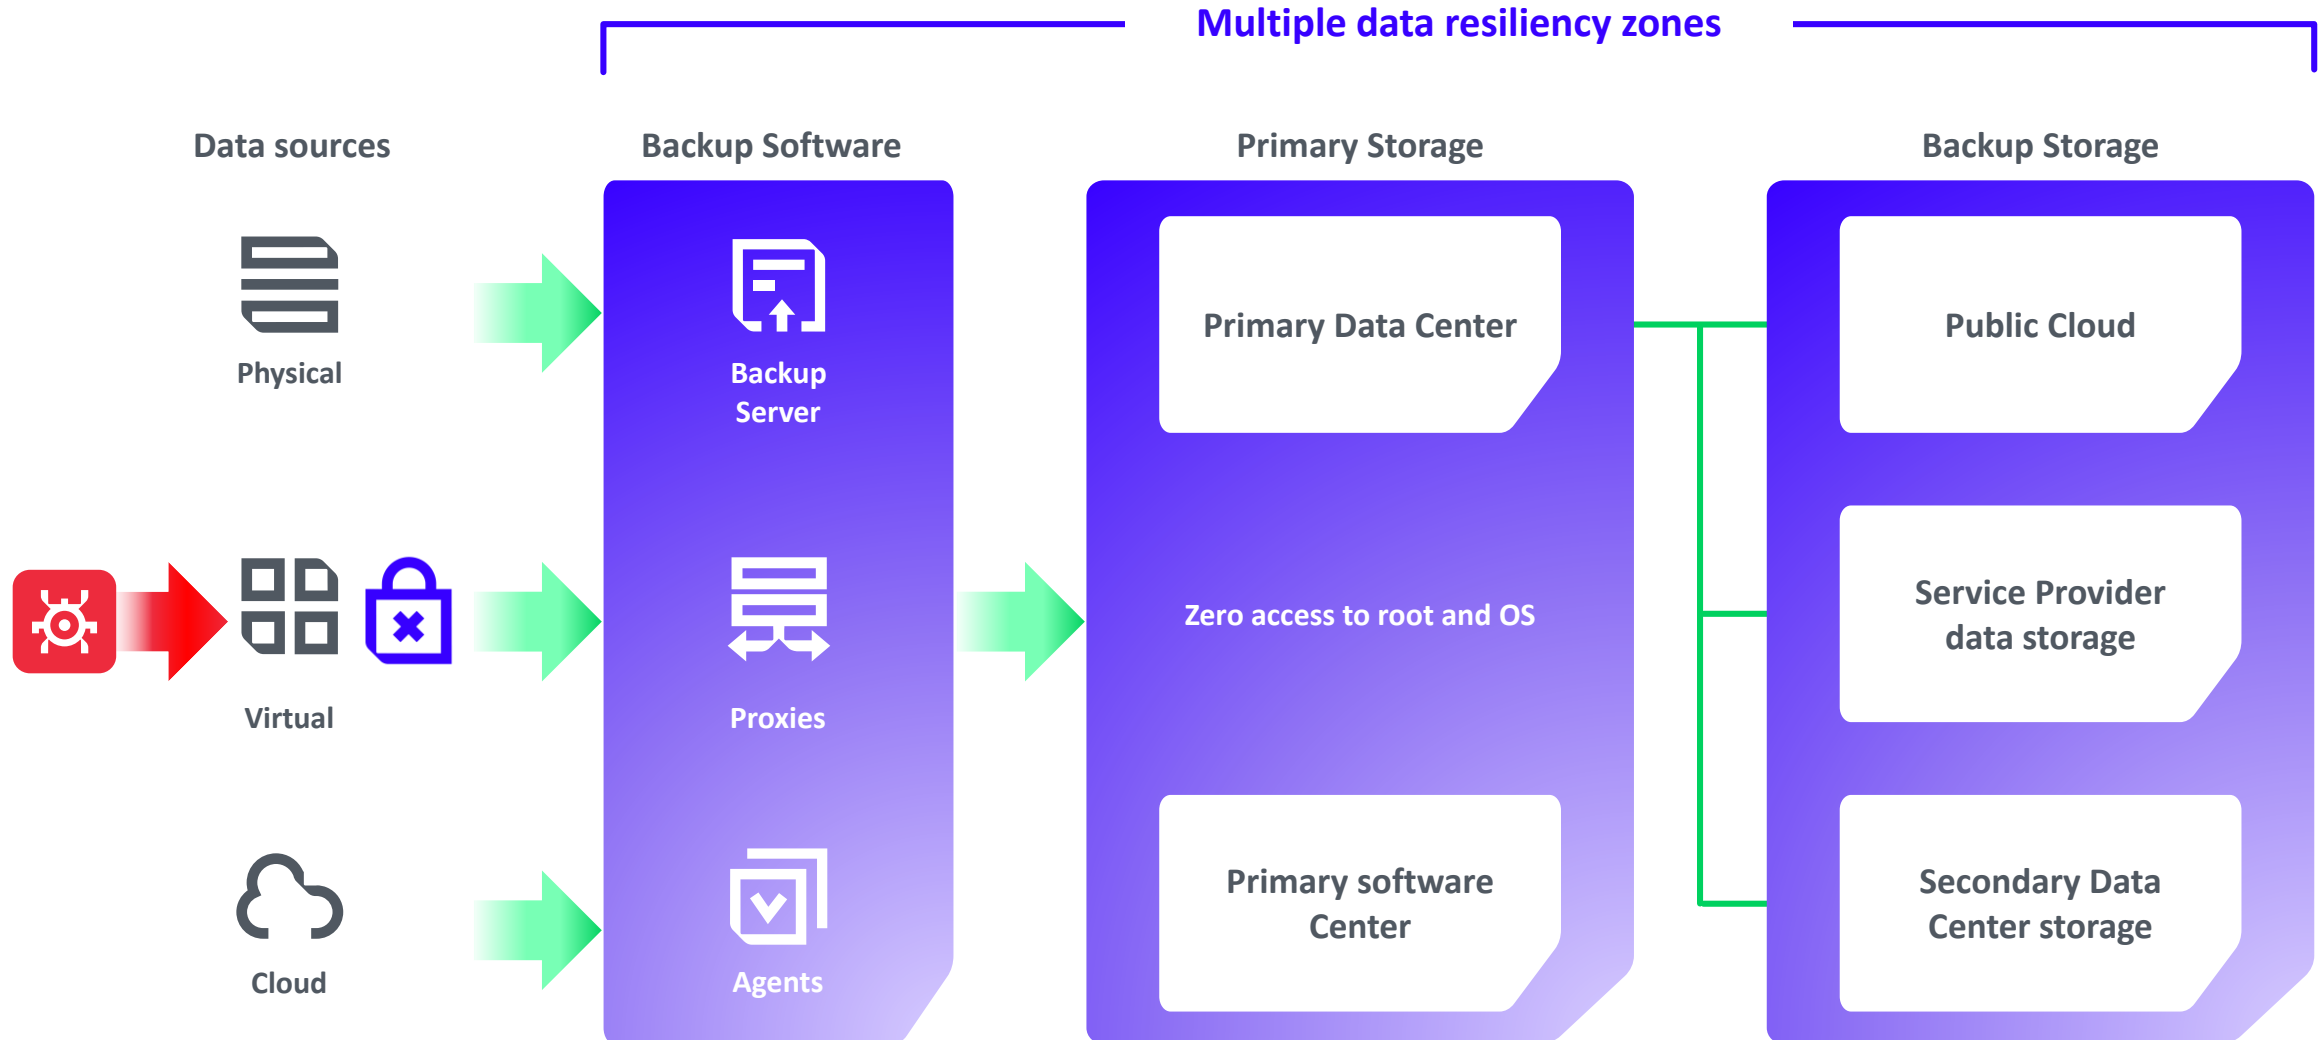 Multiple data resiliency zones
Data sources
Backup Software
Primary Storage
Backup Storage
Physical
Backup
Server
Primary Data Center
Public Cloud
Virtual
Proxies
Zero access to root and OS
Service Provider
data storage
Cloud
Agents
Primary software
Center
Secondary Data
Center storage